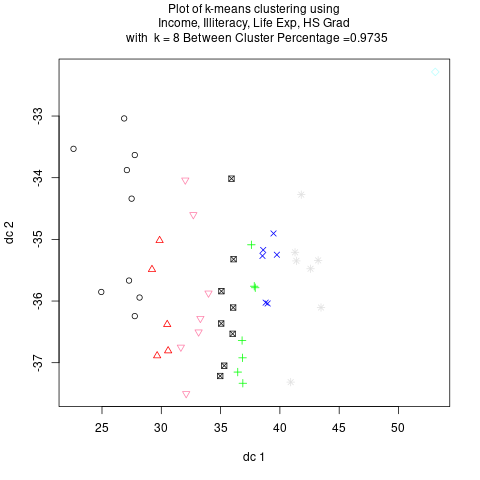 Plot of k-means clustering using
Income, Illiteracy, Life Exp, HS Grad
with k = 8 Between Cluster Percentage =0.9735
-33
-34
-35
-36
-37
dc 2
25 30 35 40 45 50
dc 1